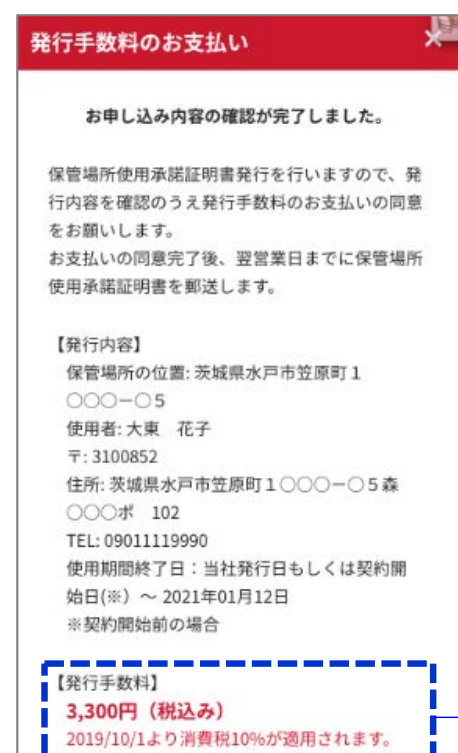 発行手数料のお支払い
×
お申し込み内容の確認が完了しました。
保管場所使用承諾証明書発行を行いますので、発
行内容を確認のうえ発行手数料のお支払いの同意
をお願いします。
お支払いの同意完了後、翌営業日までに保管場所
使用承諾証明書を郵送します。
【発行内容】
保管場所の位置: 茨城県水戸市笠原町１
○○○－○５
使用者: 大東　花子
〒: 3100852
住所: 茨城県水戸市笠原町１○○○－○５森
○○○ポ　102
TEL: 09011119990
使用期間終了日：当社発行日もしくは契約開
始日(※）～ 2021年01月12日
※契約開始前の場合
【発行手数料】
3,300円（税込み）
2019/10/1より消費税10%が適用されます。